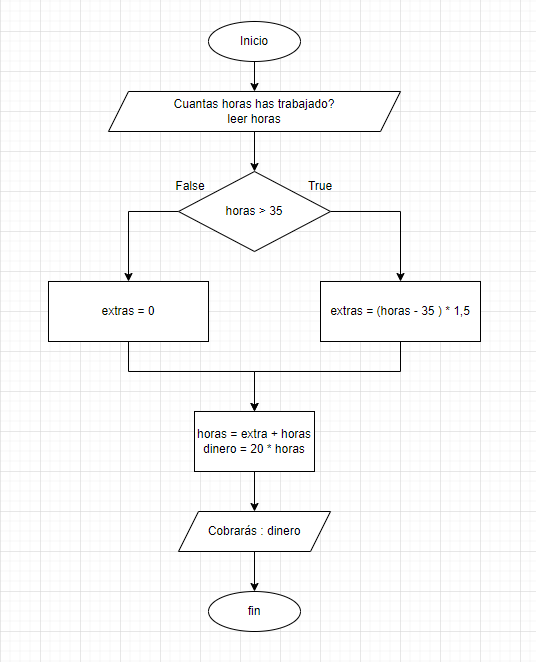 Inicio
Cuantas horas has trabajado?
leer horas
False
True
horas > 35
extras = 0
extras = (horas - 35 ) * 1,5
horas = extra + horas
dinero = 20 * horas
Cobrarás : dinero
fin